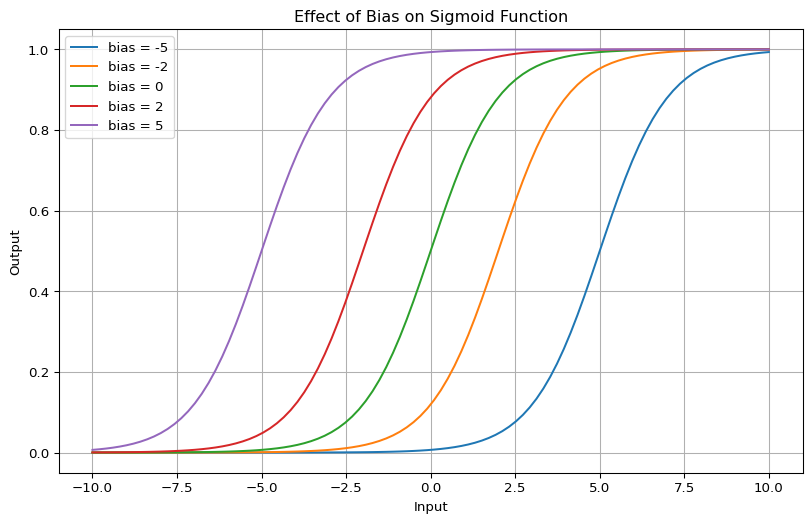 Effect of Bias on Sigmoid Function
bias = -5
bias = -2
bias = 0
bias = 2
bias = 5
1.0
0.8
0.6
0.4
0.2
0.0
Output
−10.0 −7.5 −5.0 −2.5 0.0 2.5 5.0 7.5 10.0
Input